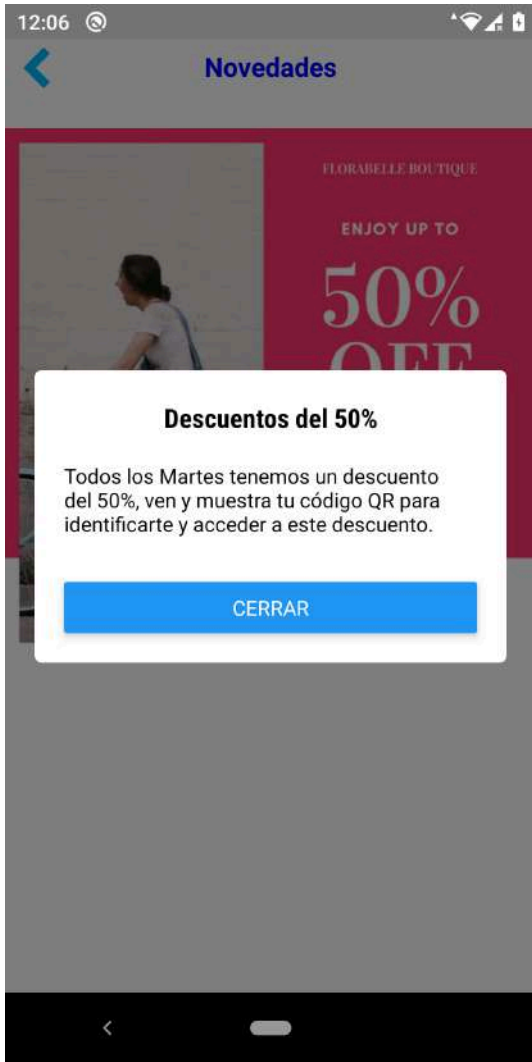 12:06
Novedades
FLORABELLE BOUTIQUE
ENJOY UP TO
50%
OFF
Descuentos del 50%
Todos los Martes tenemos un descuento
del 50%, ven y muestra tu código QR para
identificarte y acceder a este descuento.
CERRAR